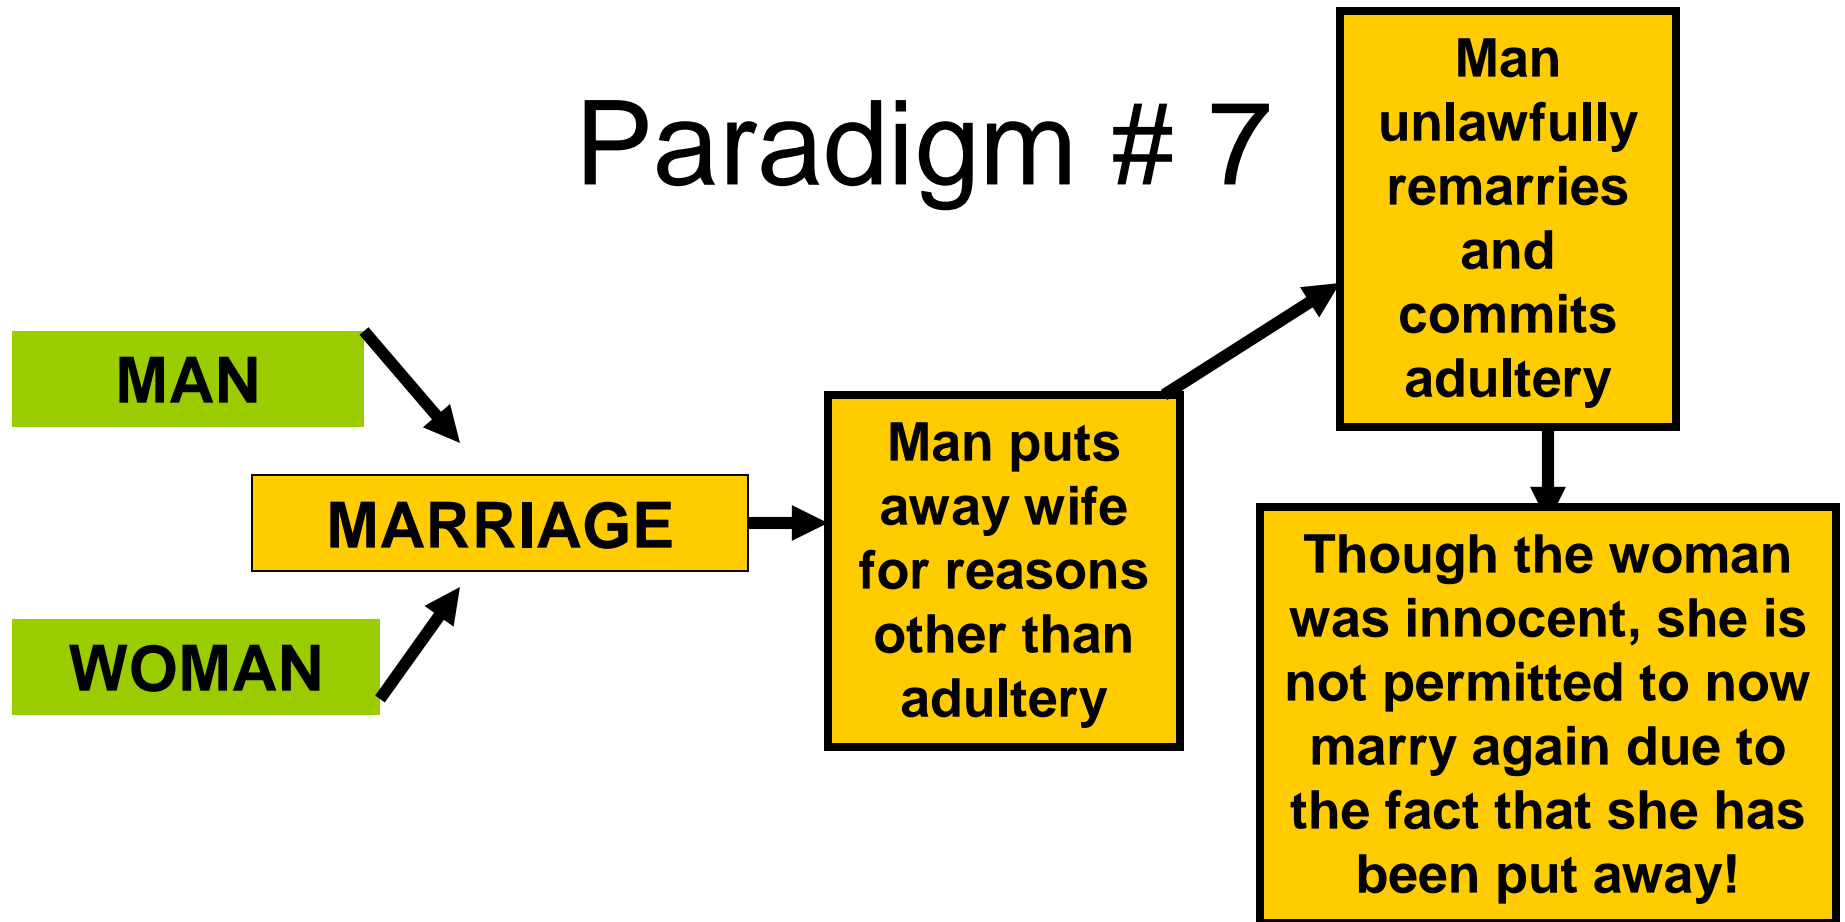 Paradigm # 7
MAN
WOMAN
MARRIAGE
Man puts
away wife
for reasons
other than
adultery
Man
unlawfully
remarries
and
commits
adultery
Though the woman
was innocent, she is
not permitted to now
marry again due to
the fact that she has
been put away!